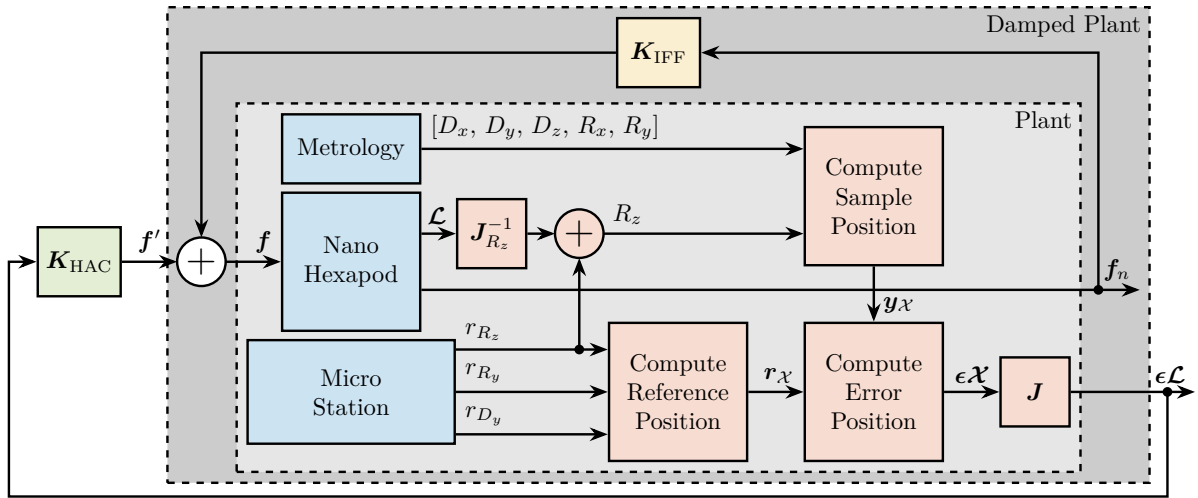 Damped Plant
K_IFF
Plant
Metrology
[D_x, D_y, D_z, R_x, R_y]
Compute
Sample
Position
Nano
Hexapod
𝓛
J_{R_z}^{-1}
+
R_z
K_HAC
f′
+
f
f_n
y_𝒳
Micro
Station
r_{R_z}
r_{R_y}
r_{D_y}
Compute
Reference
Position
r_𝒳
Compute
Error
Position
ϵ𝒳
J
ϵ𝓛